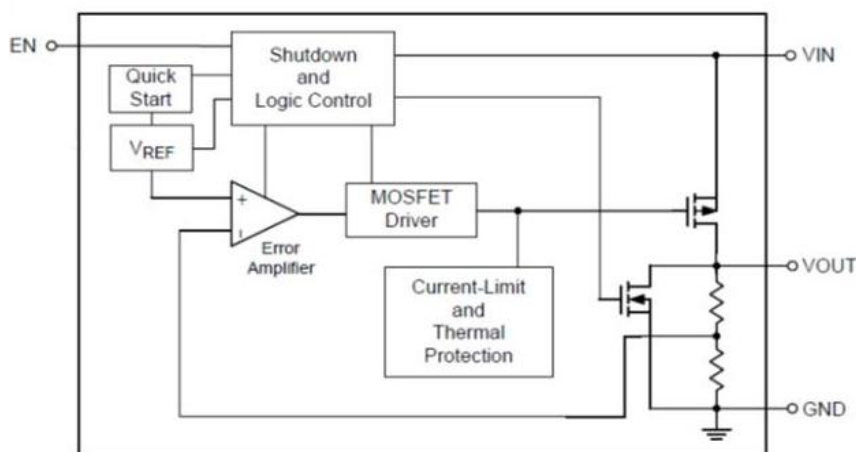 EN
Shutdown
and
Logic Control
VIN
Quick
Start
VREF
+
-
MOSFET
Driver
Error
Amplifier
VOUT
Current-Limit
and
Thermal
Protection
GND